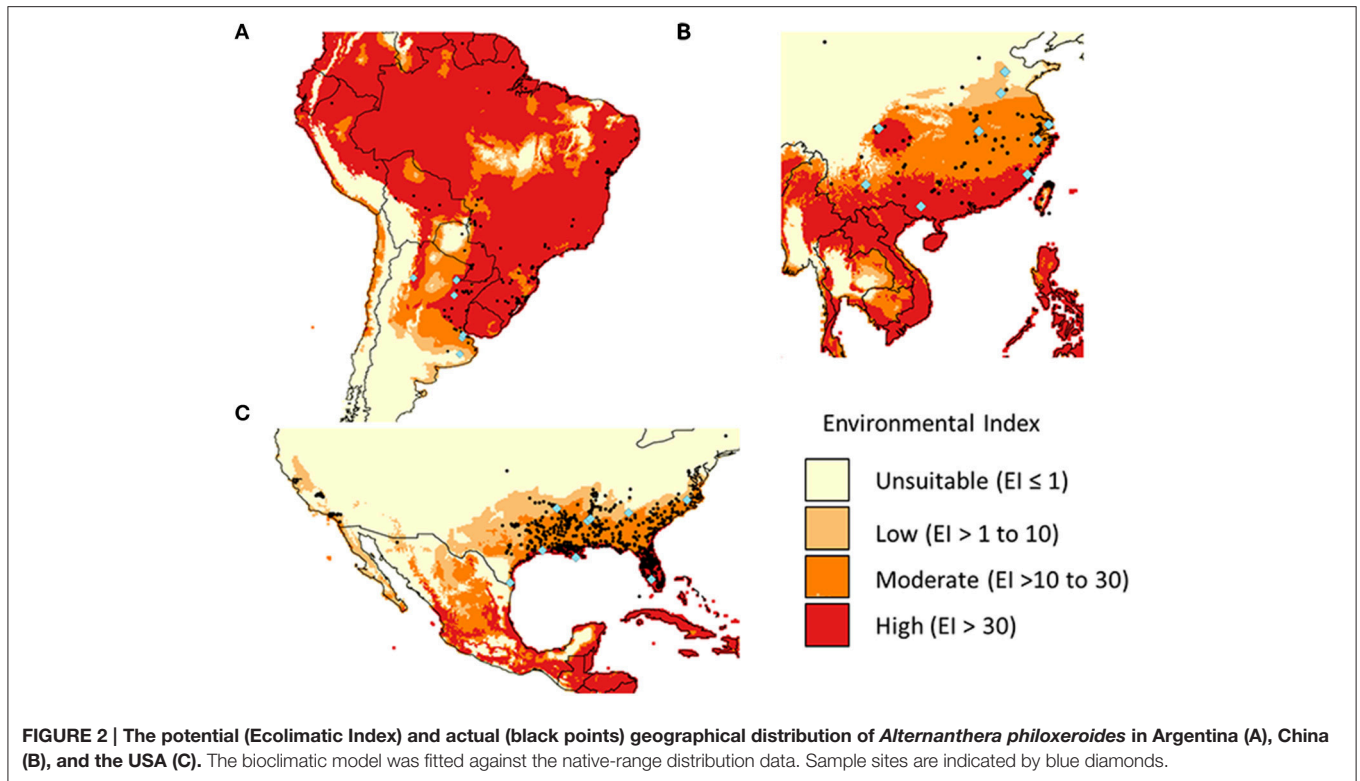 A
B
C
Environmental Index
Unsuitable (EI ≤ 1)
Low (EI > 1 to 10)
Moderate (EI >10 to 30)
High (EI > 30)
FIGURE 2 | The potential (Ecolimatic Index) and actual (black points) geographical distribution of Alternanthera philoxeroides in Argentina (A), China
(B), and the USA (C). The bioclimatic model was fitted against the native-range distribution data. Sample sites are indicated by blue diamonds.